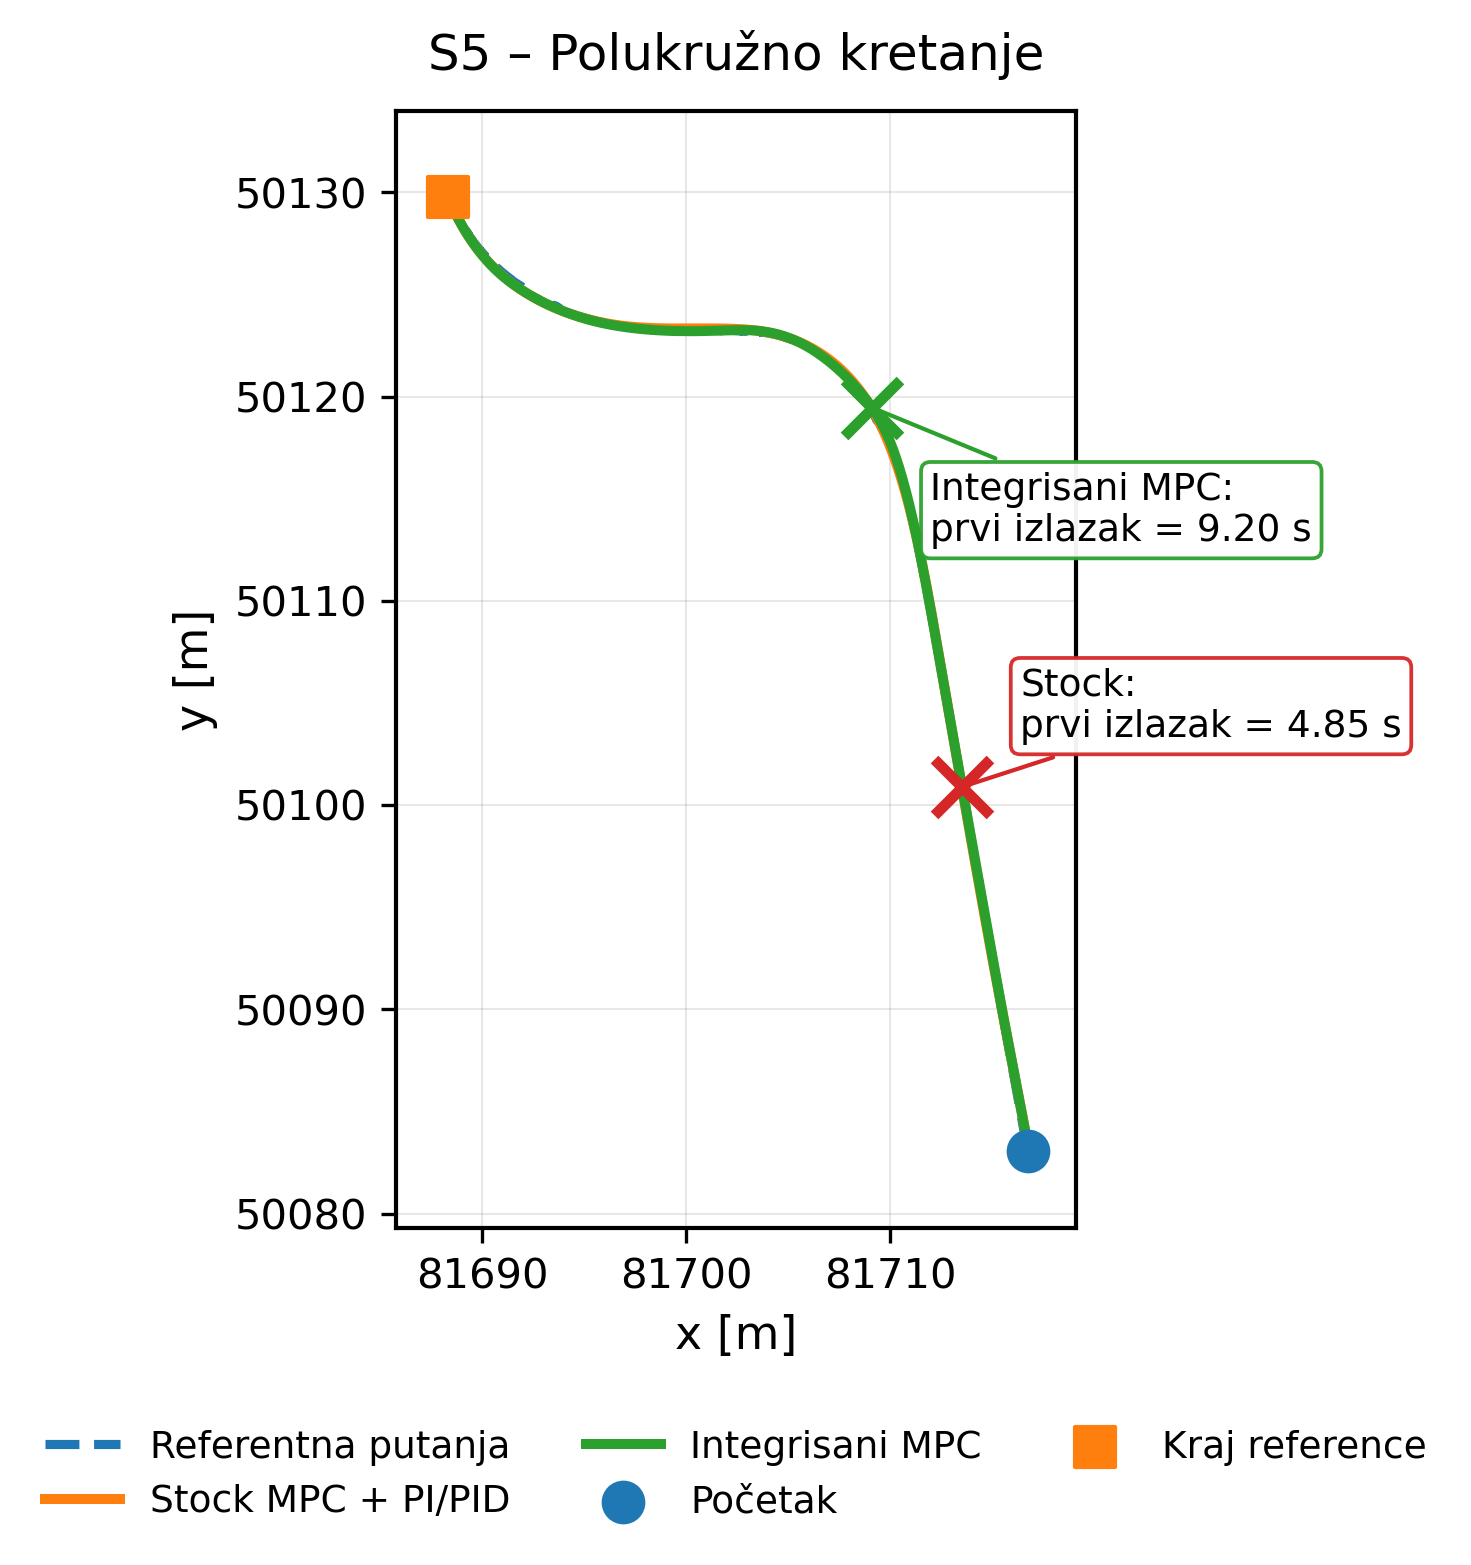 S5 – Polukružno kretanje
50130
50120
50110
50100
50090
50080
y [m]
Integrisani MPC:
prvi izlazak = 9.20 s
Stock:
prvi izlazak = 4.85 s
81690 81700 81710
x [m]
Referentna putanja
Stock MPC + PI/PID
Integrisani MPC
Početak
Kraj reference